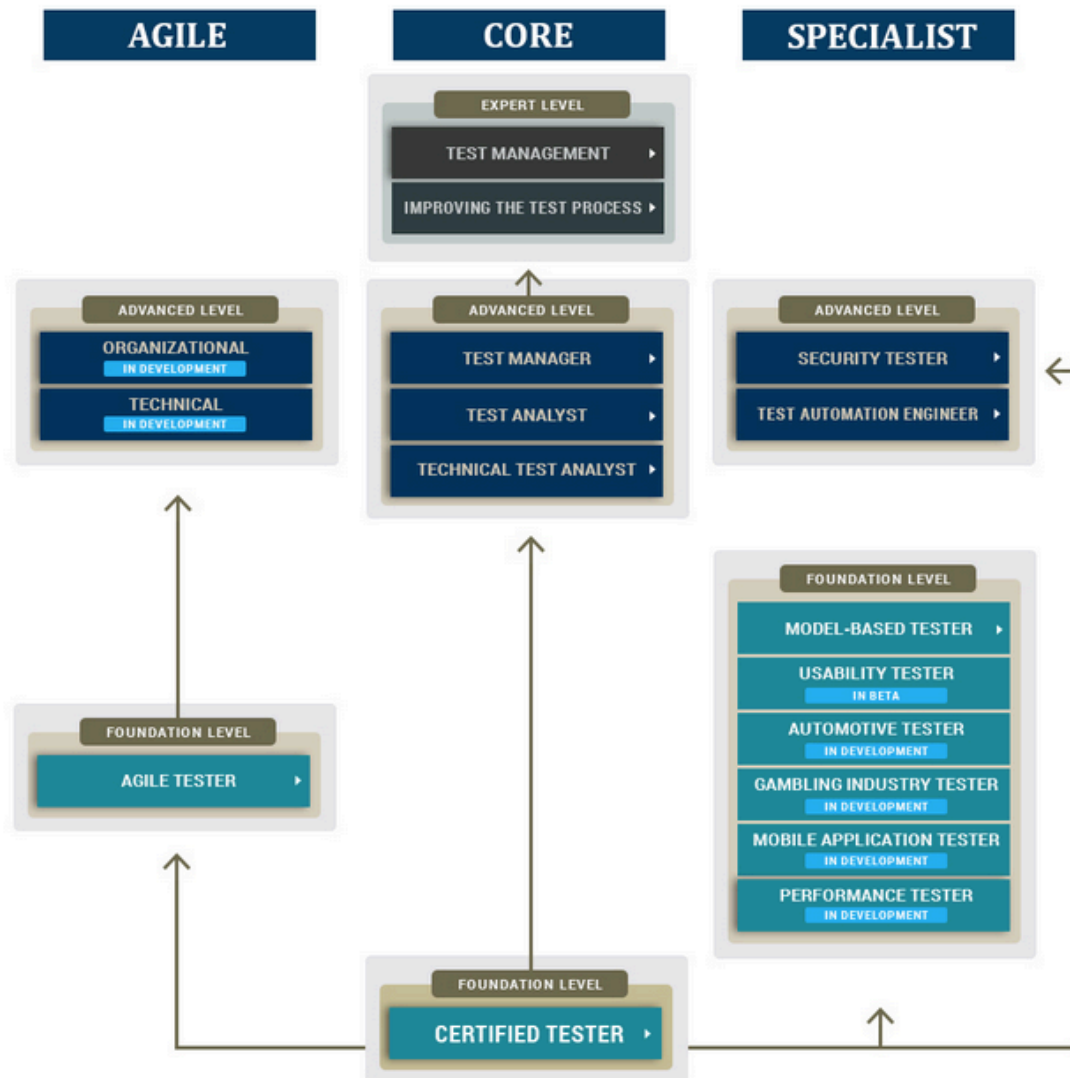 AGILE
CORE
SPECIALIST
EXPERT LEVEL
TEST MANAGEMENT
IMPROVING THE TEST PROCESS
ADVANCED LEVEL
ORGANIZATIONAL
IN DEVELOPMENT
TECHNICAL
IN DEVELOPMENT
ADVANCED LEVEL
TEST MANAGER
TEST ANALYST
TECHNICAL TEST ANALYST
ADVANCED LEVEL
SECURITY TESTER
TEST AUTOMATION ENGINEER
FOUNDATION LEVEL
AGILE TESTER
FOUNDATION LEVEL
MODEL-BASED TESTER
USABILITY TESTER
IN BETA
AUTOMOTIVE TESTER
IN DEVELOPMENT
GAMBLING INDUSTRY TESTER
IN DEVELOPMENT
MOBILE APPLICATION TESTER
IN DEVELOPMENT
PERFORMANCE TESTER
IN DEVELOPMENT
FOUNDATION LEVEL
CERTIFIED TESTER